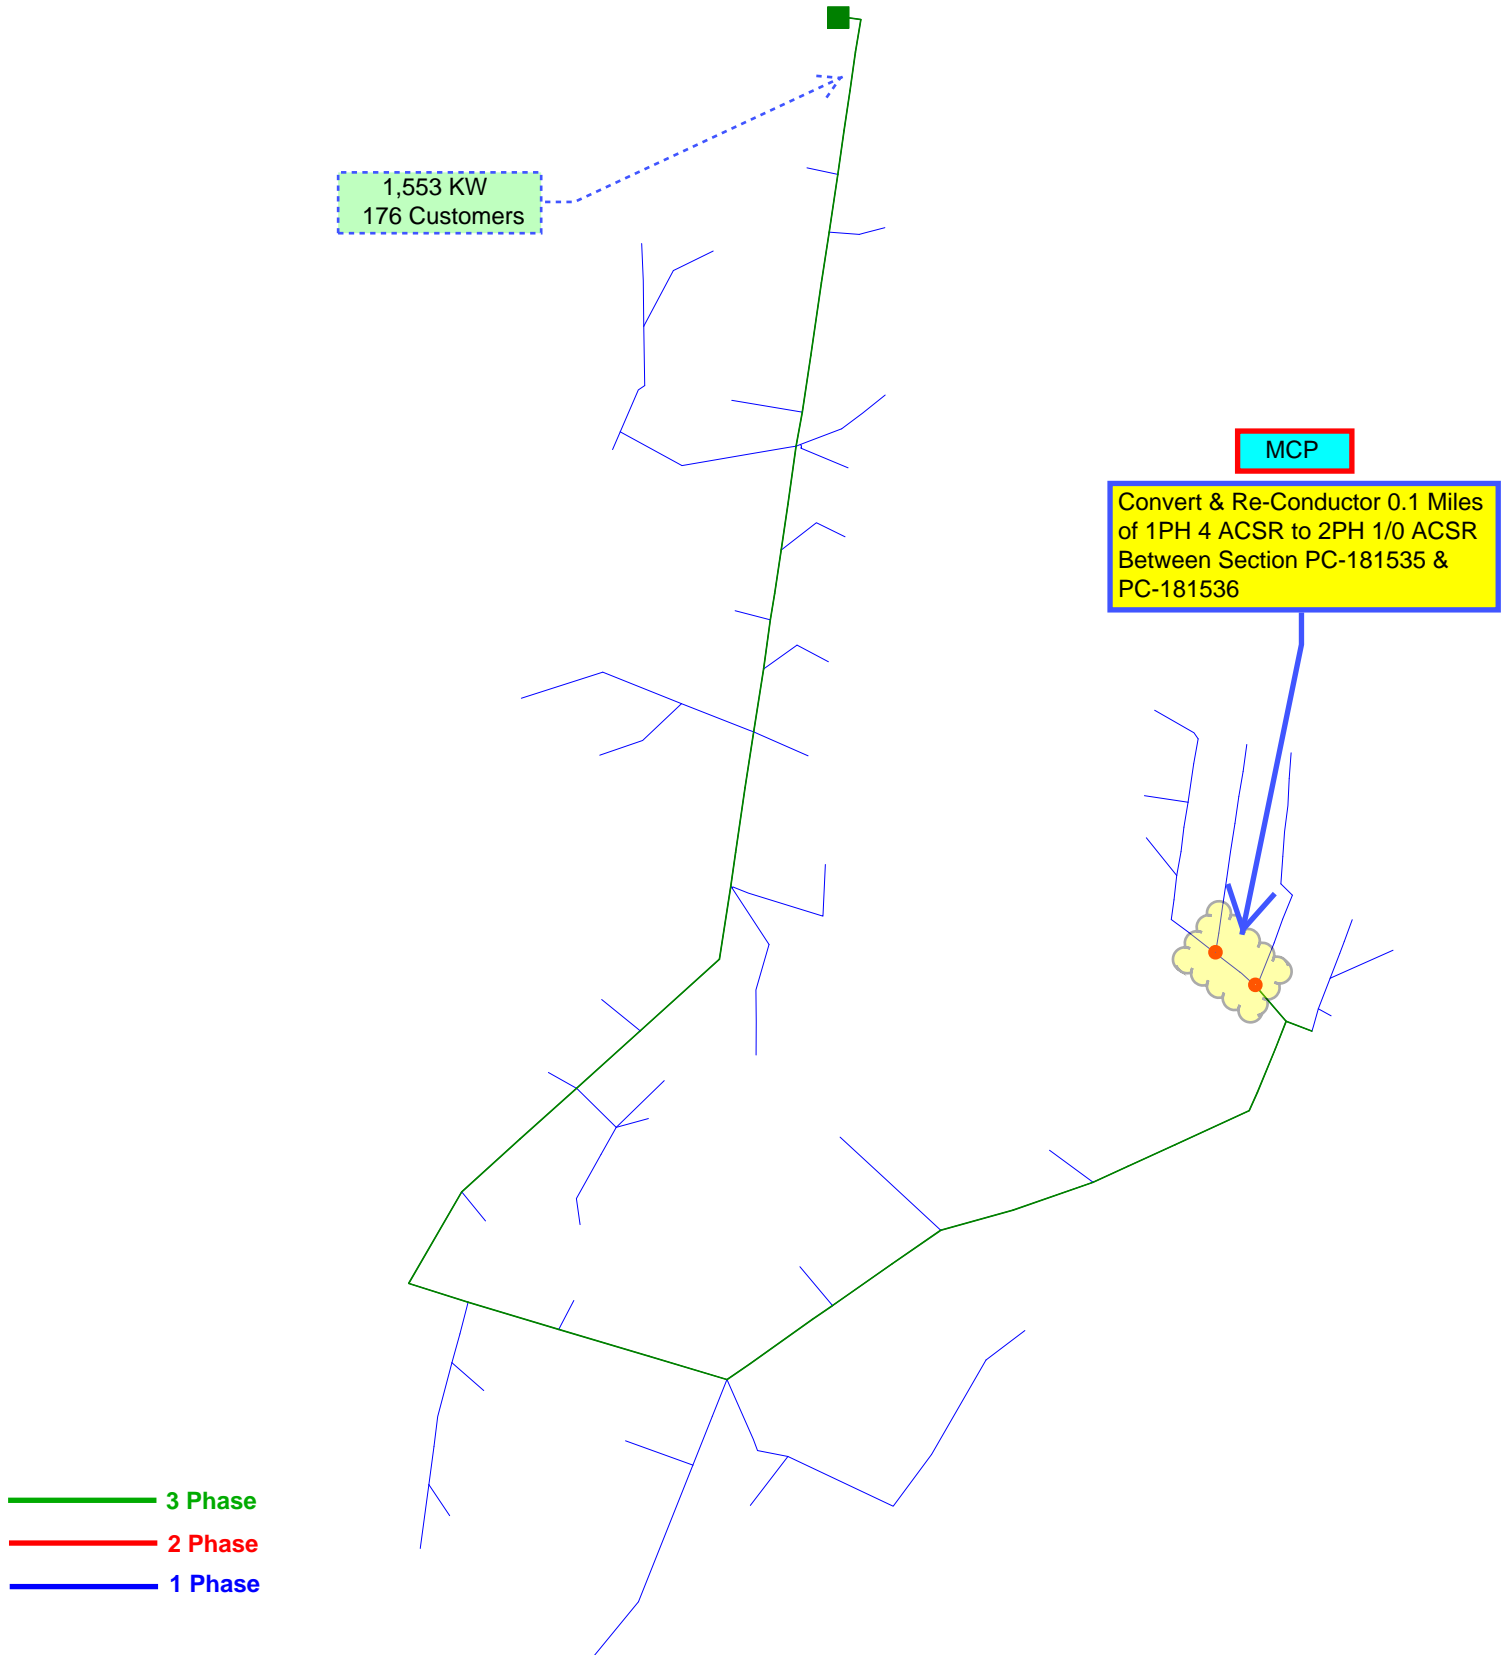 1,553 KW
176 Customers
MCP
Convert & Re-Conductor 0.1 Miles
of 1PH 4 ACSR to 2PH 1/0 ACSR
Between Section PC-181535 &
PC-181536
3 Phase
2 Phase
1 Phase